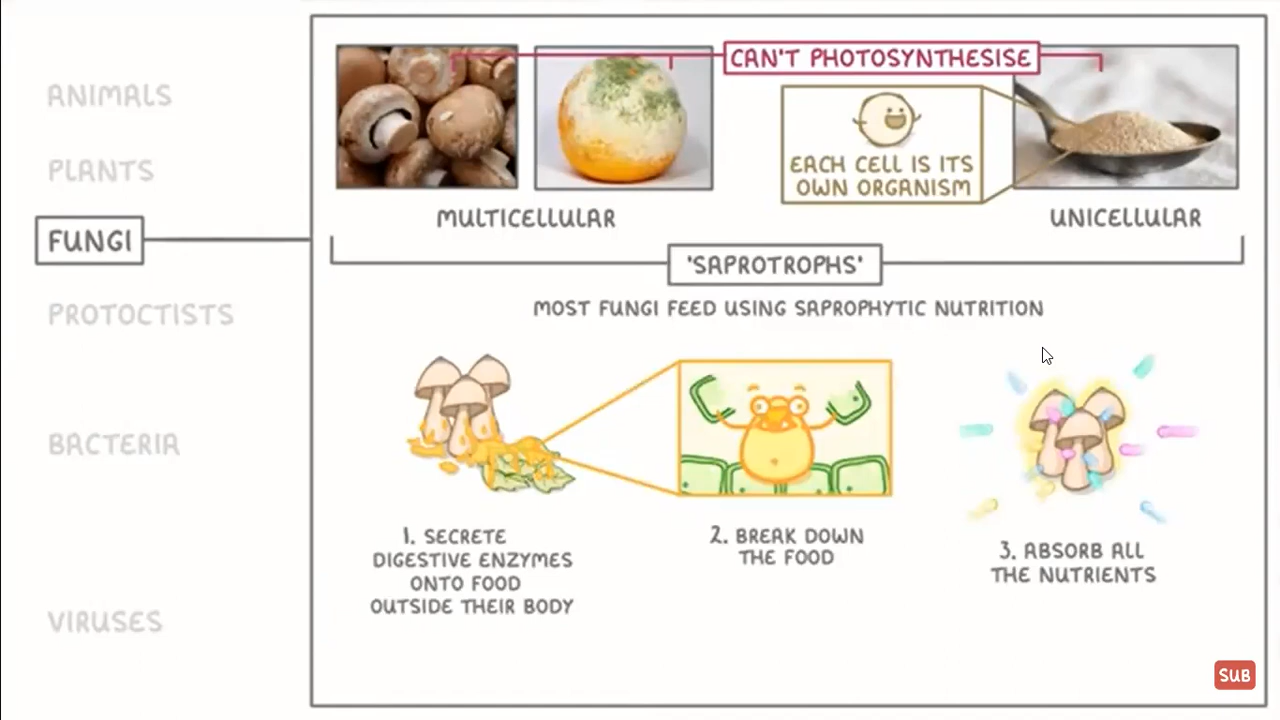 ANIMALS
PLANTS
FUNGI
PROTOCTISTS
BACTERIA
VIRUSES
CAN'T PHOTOSYNTHESISE
EACH CELL IS ITS
OWN ORGANISM
MULTICELLULAR
UNICELLULAR
'SAPROTROPHS'
MOST FUNGI FEED USING SAPROPHYTIC NUTRITION
1. SECRETE
DIGESTIVE ENZYMES
ONTO FOOD
OUTSIDE THEIR BODY
2. BREAK DOWN
THE FOOD
3. ABSORB ALL
THE NUTRIENTS
SUB